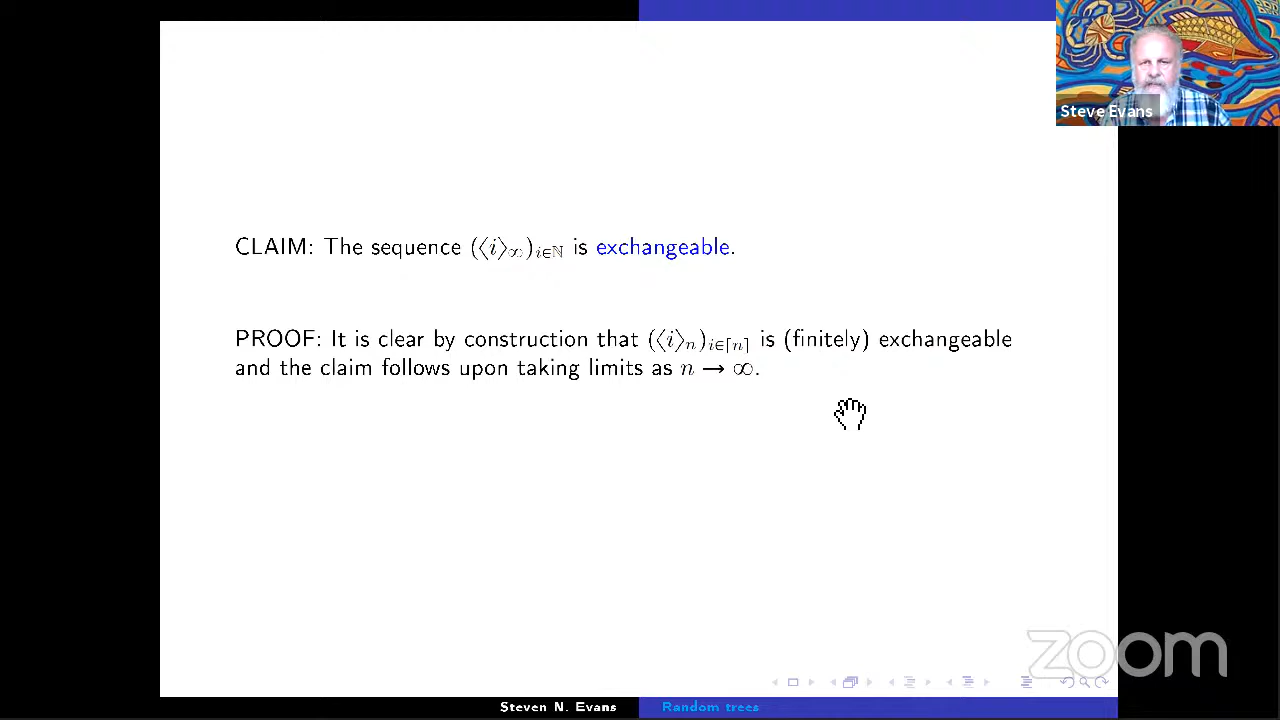 Steve Evans
CLAIM: The sequence (⟨i⟩∞)i∈ℕ is exchangeable.
PROOF: It is clear by construction that (⟨i⟩n)i∈⌈n⌉ is (finitely) exchangeable
and the claim follows upon taking limits as n → ∞.
zoom
Steven N. Evans
Random trees